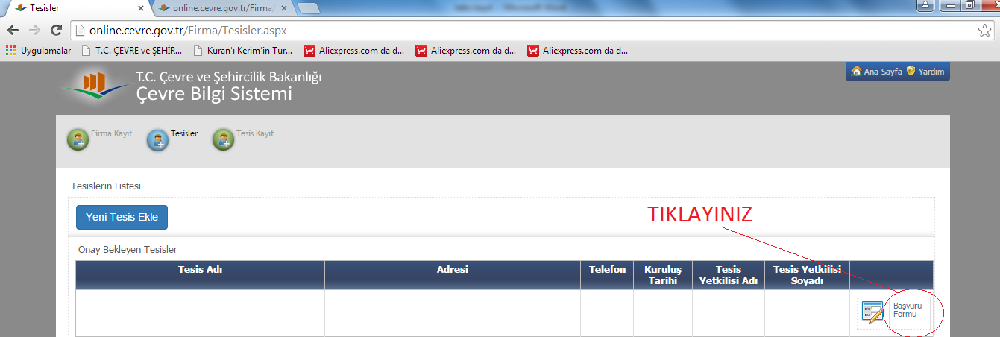 Tesisler
online.cevre.gov.tr/Firma/
online.cevre.gov.tr/Firma/Tesisler.aspx
Uygulamalar
T.C. ÇEVRE ve ŞEHİR...
Kuran'ı Kerim'in Tür...
Aliexpress.com da d...
Aliexpress.com da d...
Aliexpress.com da d...
T.C. Çevre ve Şehircilik Bakanlığı
Çevre Bilgi Sistemi
Ana Sayfa
Yardım
Firma Kayıt
Tesisler
Tesis Kayıt
Tesislerin Listesi
Yeni Tesis Ekle
TIKLAYINIZ
Onay Bekleyen Tesisler
Tesis Adı
Adresi
Telefon
Kuruluş
Tarihi
Tesis
Yetkilisi Adı
Tesis Yetkilisi
Soyadı
Başvuru
Formu